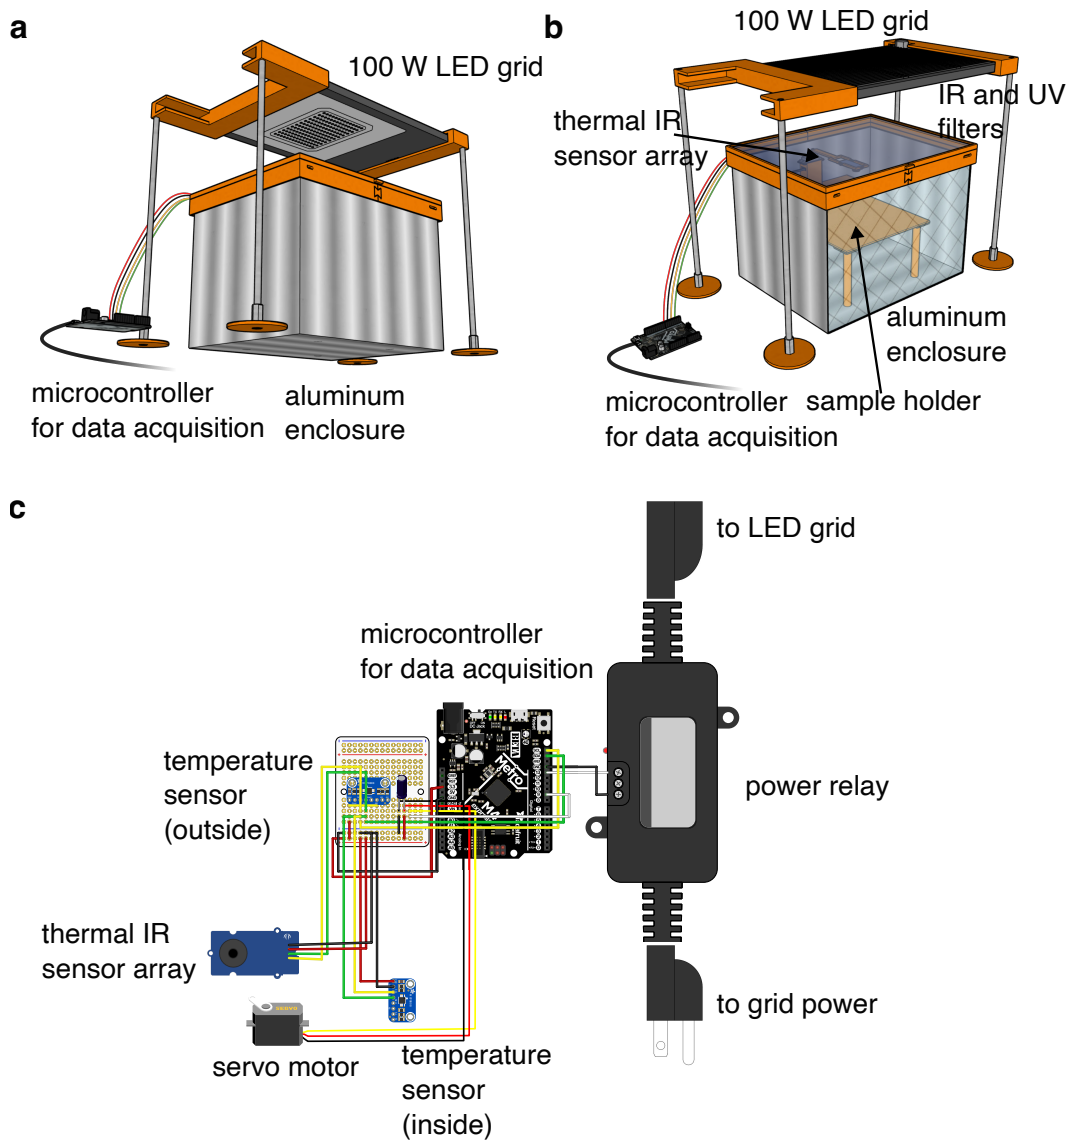 a
100 W LED grid
microcontroller
for data acquisition
aluminum
enclosure
b
100 W LED grid
thermal IR
sensor array
IR and UV
filters
aluminum
enclosure
microcontroller
for data acquisition
sample holder
c
to LED grid
microcontroller
for data acquisition
temperature
sensor
(outside)
Metro
M4
power relay
thermal IR
sensor array
SERVO
servo motor
temperature
sensor
(inside)
to grid power